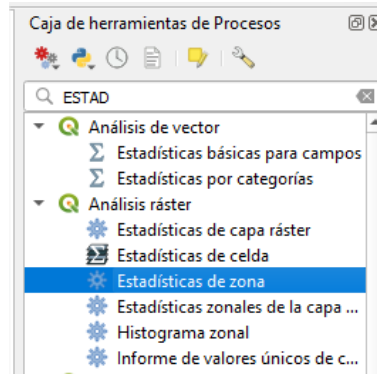 Caja de herramientas de Procesos
ESTAD
Análisis de vector
Estadísticas básicas para campos
Estadísticas por categorías
Análisis ráster
Estadísticas de capa ráster
Estadísticas de celda
Estadísticas de zona
Estadísticas zonales de la capa ...
Histograma zonal
Informe de valores únicos de c...